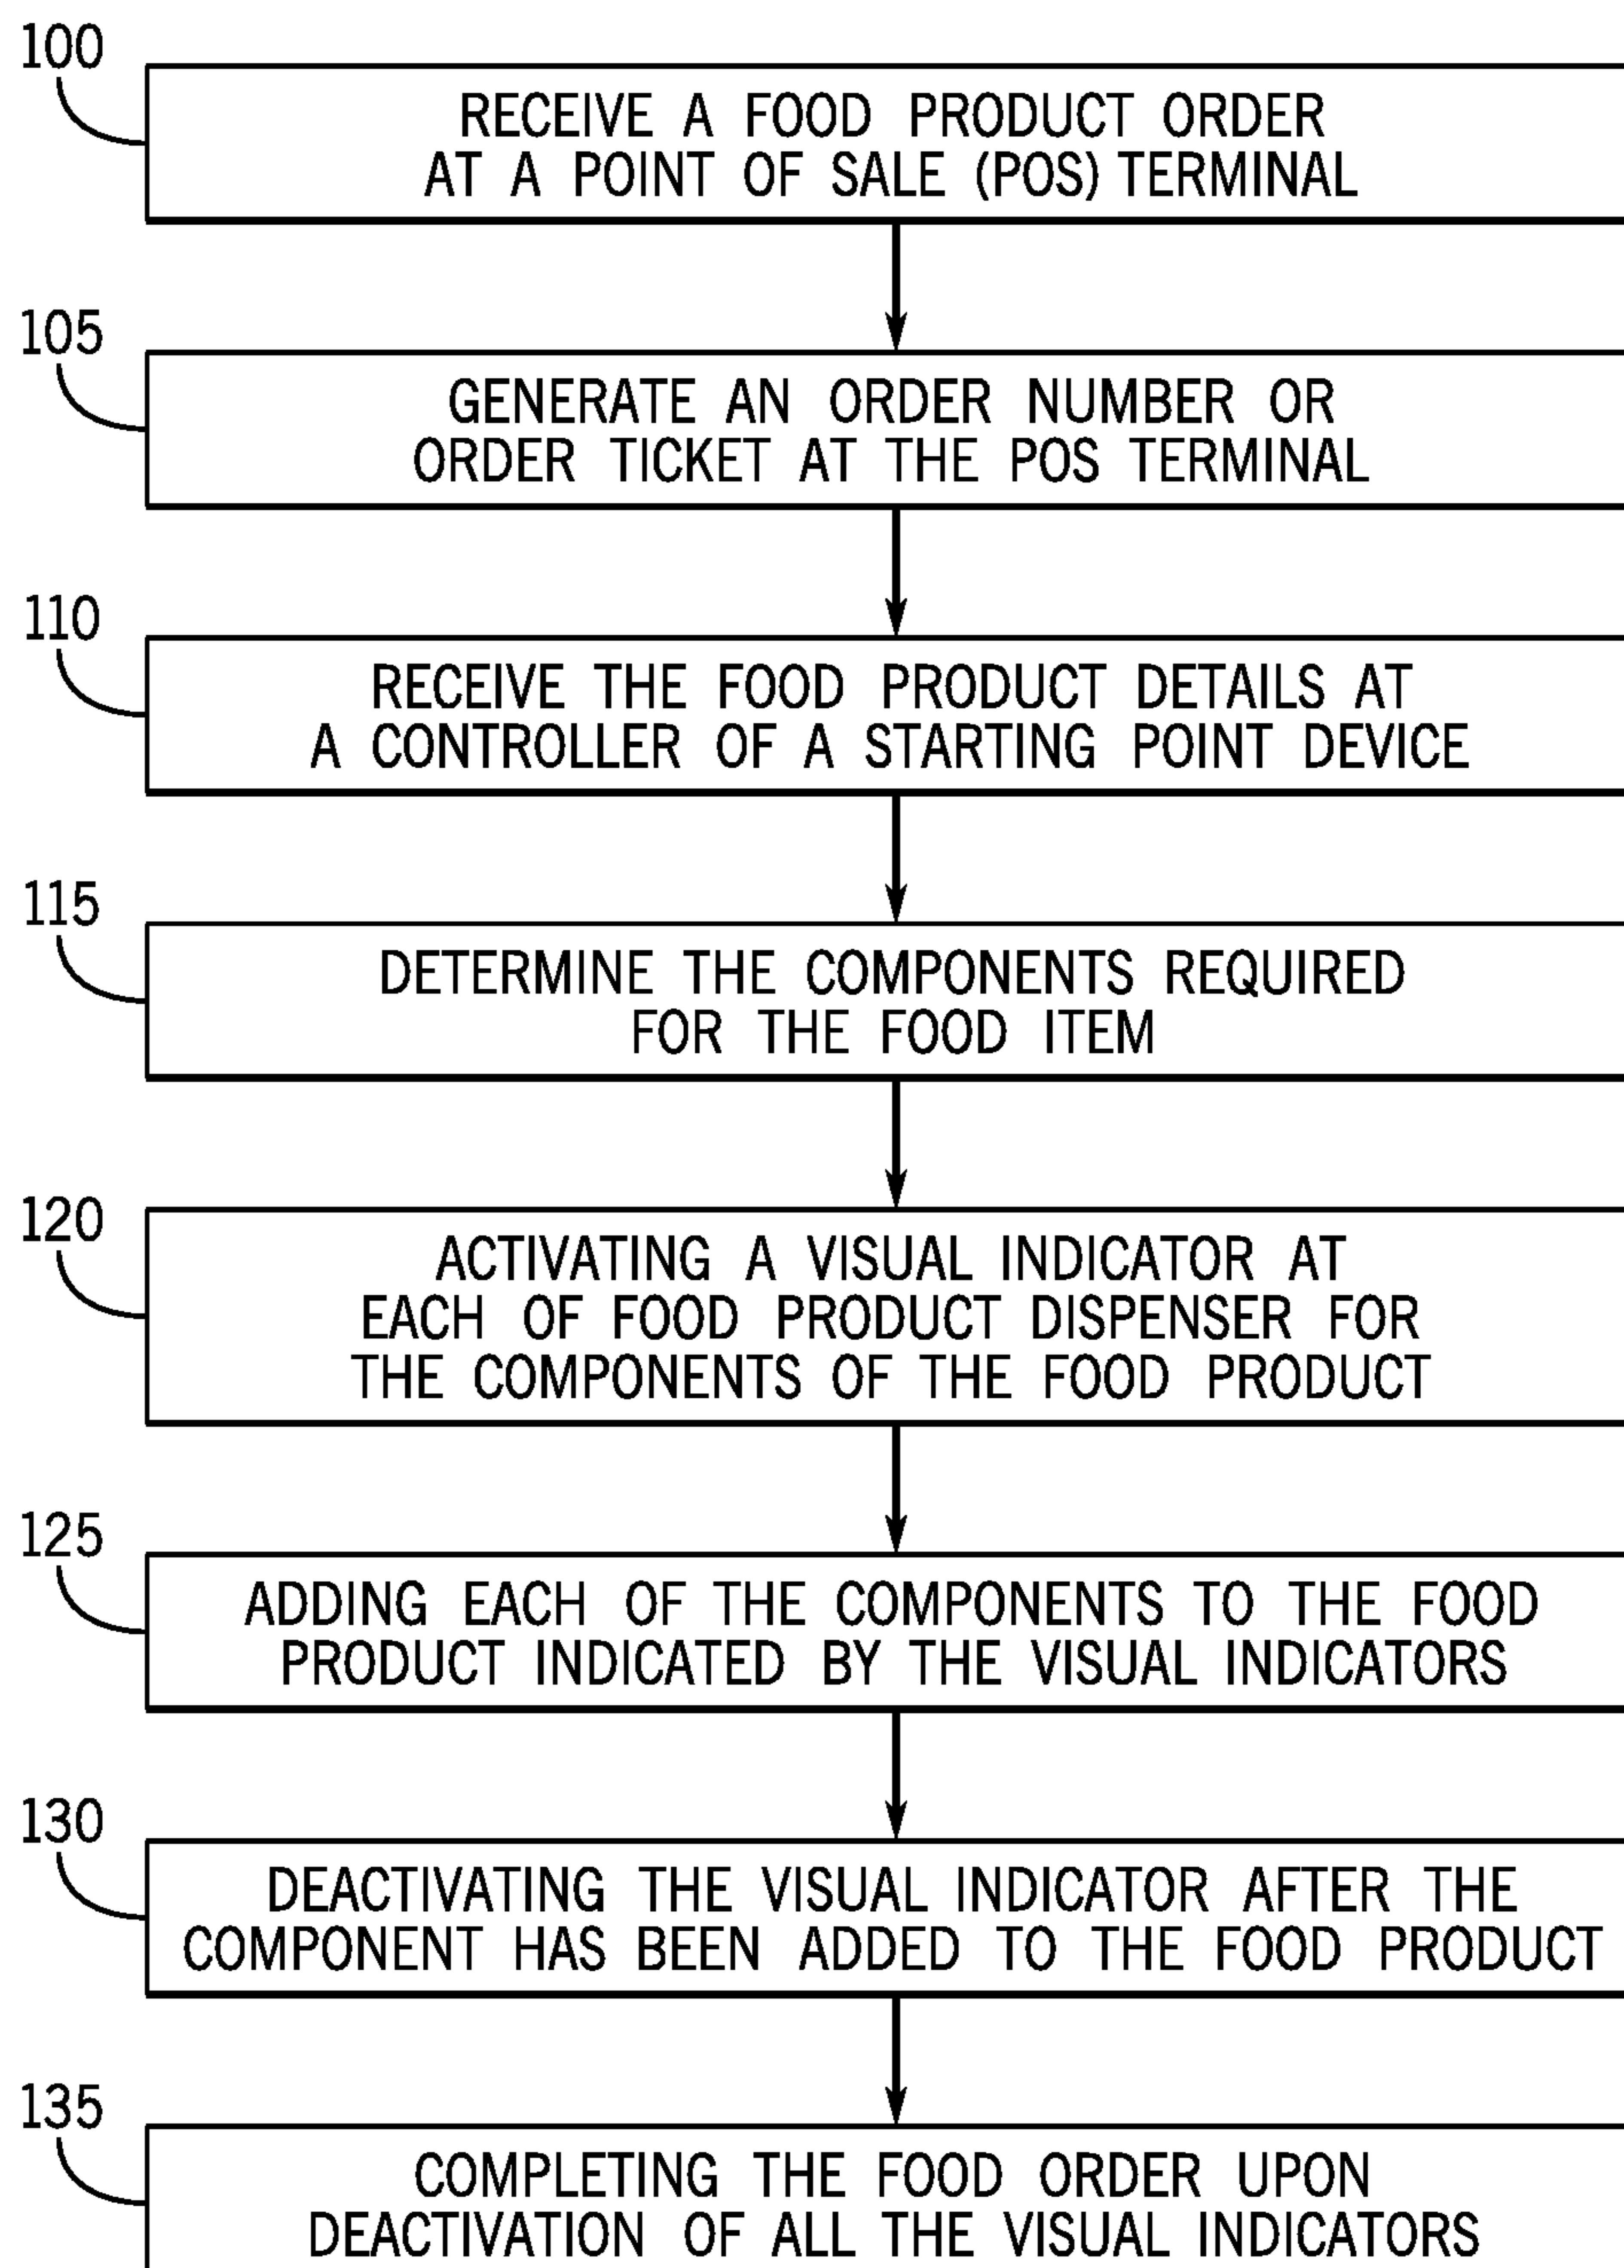 100
RECEIVE A FOOD PRODUCT ORDER
AT A POINT OF SALE (POS) TERMINAL
105
GENERATE AN ORDER NUMBER OR
ORDER TICKET AT THE POS TERMINAL
110
RECEIVE THE FOOD PRODUCT DETAILS AT
A CONTROLLER OF A STARTING POINT DEVICE
115
DETERMINE THE COMPONENTS REQUIRED
FOR THE FOOD ITEM
120
ACTIVATING A VISUAL INDICATOR AT
EACH OF FOOD PRODUCT DISPENSER FOR
THE COMPONENTS OF THE FOOD PRODUCT
125
ADDING EACH OF THE COMPONENTS TO THE FOOD
PRODUCT INDICATED BY THE VISUAL INDICATORS
130
DEACTIVATING THE VISUAL INDICATOR AFTER THE
COMPONENT HAS BEEN ADDED TO THE FOOD PRODUCT
135
COMPLETING THE FOOD ORDER UPON
DEACTIVATION OF ALL THE VISUAL INDICATORS